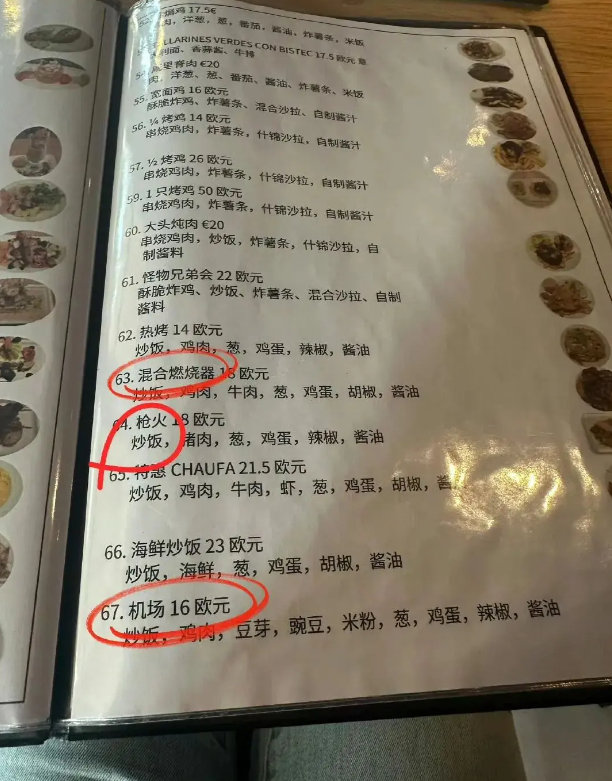 焗鸡 17.5€
肉, 洋葱, 葱, 番茄, 酱油, 炸薯条, 米饭
LLARINES VERDES CON BISTEC 17.5 欧元 意
利面、香蒜酱、牛排
里脊肉 €20
肉, 洋葱、葱、番茄、酱油、炸薯条、米饭
55. 宽面鸡 16 欧元
酥脆炸鸡、炸薯条、混合沙拉、自制酱汁
56. ¼ 烤鸡 14 欧元
串烧鸡肉, 炸薯条, 什锦沙拉, 自制酱汁
57. ½ 烤鸡 26 欧元
串烧鸡肉, 炸薯条, 什锦沙拉, 自制酱汁
59. 1 只烤鸡 50 欧元
串烧鸡肉, 炸薯条, 什锦沙拉, 自制酱汁
60. 大头炖肉 €20
串烧鸡肉, 炒饭, 炸薯条, 什锦沙拉, 自
制酱料
61. 怪物兄弟会 22 欧元
酥脆炸鸡、炒饭、炸薯条、混合沙拉、自制
酱料
62. 热烤 14 欧元
炒饭, 鸡肉, 葱, 鸡蛋, 辣椒, 酱油
63. 混合燃烧器 18 欧元
炒饭, 鸡肉, 牛肉, 葱, 鸡蛋, 胡椒, 酱油
64. 枪火 18 欧元
炒饭, 猪肉, 葱, 鸡蛋, 辣椒, 酱油
65. 特惠 CHAUFA 21.5 欧元
炒饭, 鸡肉, 牛肉, 虾, 葱, 鸡蛋, 胡椒, 酱
66. 海鲜炒饭 23 欧元
炒饭, 海鲜, 葱, 鸡蛋, 胡椒, 酱油
67. 机场 16 欧元
炒饭, 鸡肉, 豆芽, 豌豆, 米粉, 葱, 鸡蛋, 辣椒, 酱油